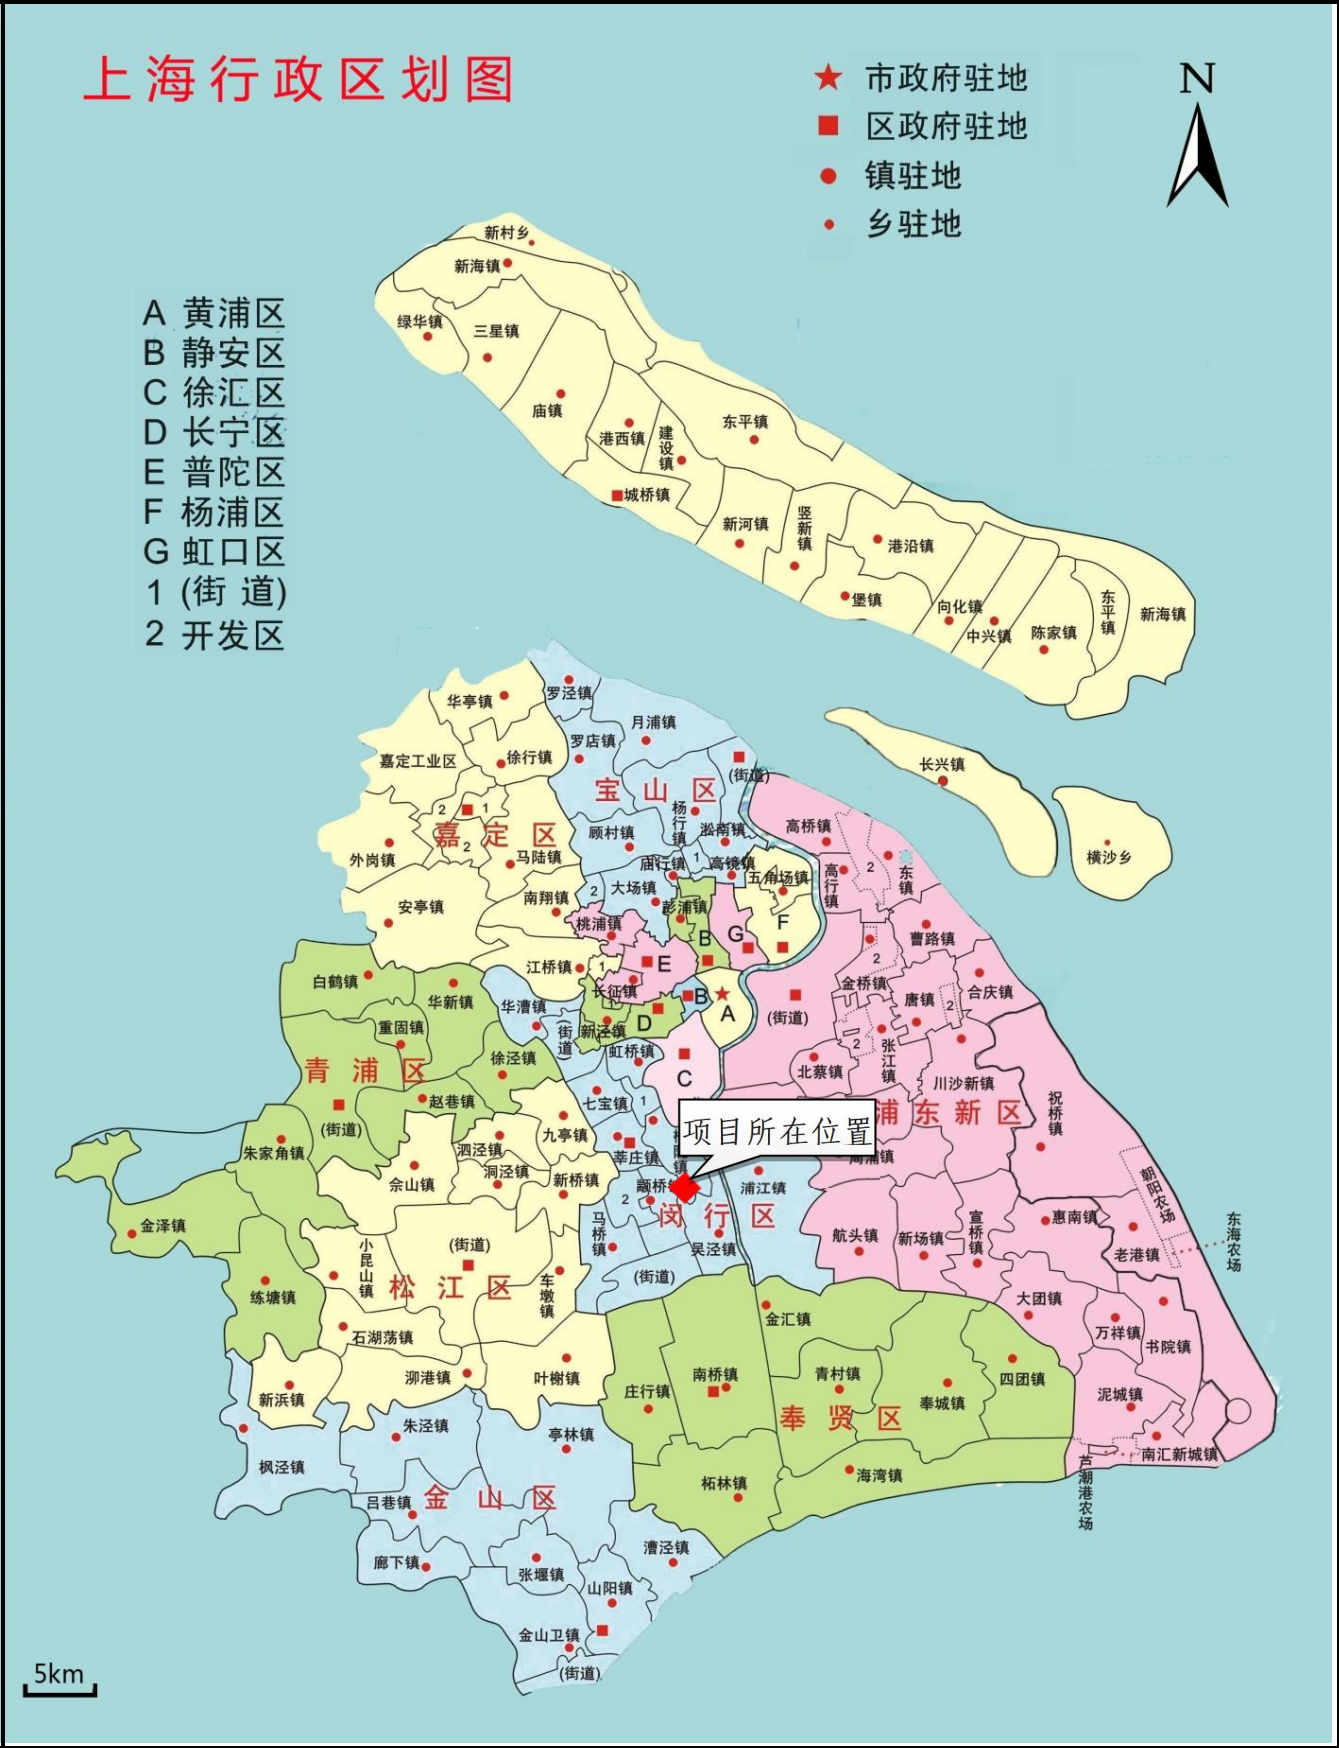 上海行政区划图
市政府驻地
区政府驻地
镇驻地
乡驻地
N
A 黄浦区
B 静安区
C 徐汇区
D 长宁区
E 普陀区
F 杨浦区
G 虹口区
1 (街 道)
2 开发区
新村乡
新海镇
绿华镇
三星镇
庙镇
港西镇
建设镇
东平镇
城桥镇
新河镇
竖新镇
港沿镇
堡镇
向化镇
中兴镇
陈家镇
东平镇
新海镇
长兴镇
横沙乡
华亭镇
嘉定工业区
徐行镇
2
1
2
嘉定区
外岗镇
马陆镇
安亭镇
南翔镇
江桥镇
1
罗泾镇
月浦镇
罗店镇
(街道)
宝山区
杨行镇
顾村镇
淞南镇
庙行镇
1
高镜镇
2
大场镇
彭浦镇
五角场镇
桃浦镇
B
G
F
E
长征镇
B
A
1
新泾镇
D
C
高桥镇
高行镇
2
东镇
曹路镇
2
金桥镇
唐镇
2
合庆镇
(街道)
2
张江镇
北蔡镇
川沙新镇
浦东新区
祝桥镇
周浦镇
朝阳农场
东海农场
航头镇
新场镇
宣桥镇
惠南镇
老港镇
大团镇
万祥镇
书院镇
泥城镇
南汇新城镇
芦潮港农场
白鹤镇
华新镇
重固镇
青浦区
徐泾镇
赵巷镇
(街道)
朱家角镇
金泽镇
练塘镇
华漕镇
(街道)
虹桥镇
七宝镇
1
莘庄镇
项目所在位置
颛桥
2
闵行区
浦江镇
马桥镇
吴泾镇
(街道)
九亭镇
泗泾镇
洞泾镇
佘山镇
新桥镇
小昆山镇
(街道)
松江区
车墩镇
石湖荡镇
泖港镇
叶榭镇
新浜镇
金汇镇
庄行镇
南桥镇
青村镇
奉城镇
四团镇
奉贤区
柘林镇
海湾镇
朱泾镇
亭林镇
枫泾镇
吕巷镇
金山区
廊下镇
张堰镇
漕泾镇
山阳镇
金山卫镇
(街道)
5km